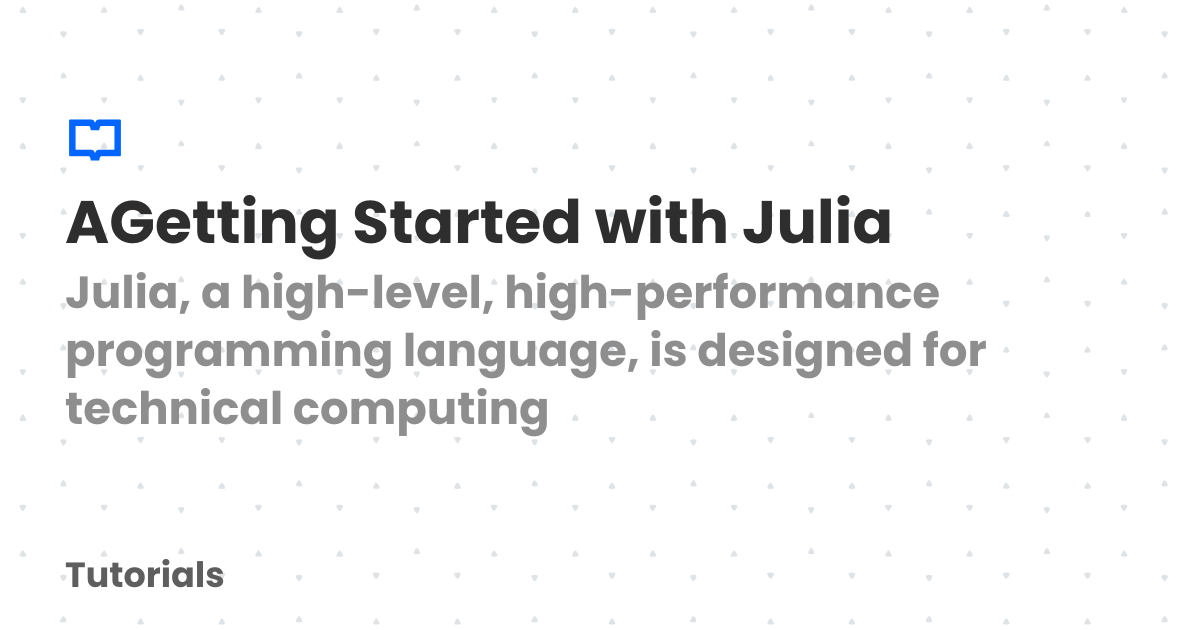 AGetting Started with Julia
Julia, a high-level, high-performance
programming language, is designed for
technical computing
Tutorials